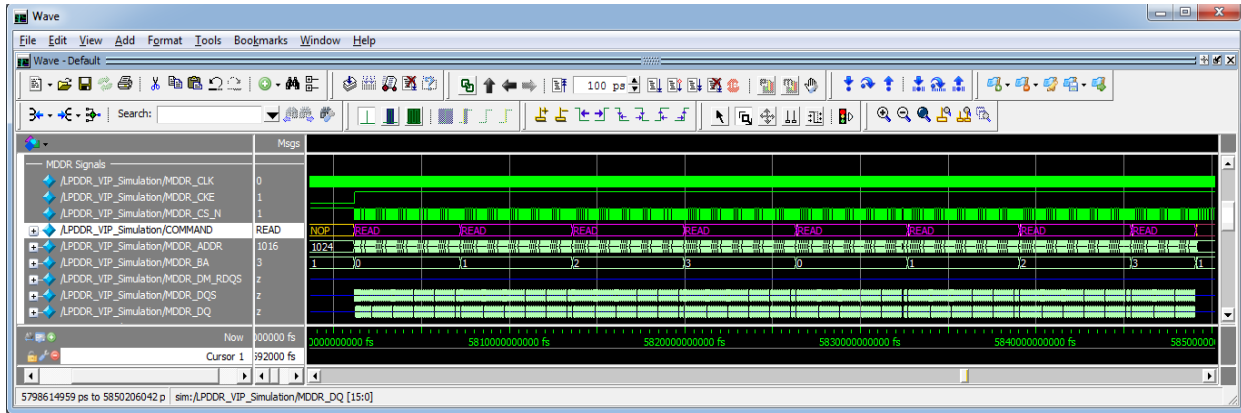 Wave
File Edit View Add Format Tools Bookmarks Window Help
Wave - Default
100 ps
Search:
Msgs
MDDR Signals
/LPDDR_VIP_Simulation/MDDR_CLK 0
/LPDDR_VIP_Simulation/MDDR_CKE 1
/LPDDR_VIP_Simulation/MDDR_CS_N 1
/LPDDR_VIP_Simulation/COMMAND READ NOP READ READ READ READ READ READ READ READ
/LPDDR_VIP_Simulation/MDDR_ADDR 1016 1024
/LPDDR_VIP_Simulation/MDDR_BA 3 1 0 1 2 3 0 1 2 3 1
/LPDDR_VIP_Simulation/MDDR_DM_RDQS z
/LPDDR_VIP_Simulation/MDDR_DQS z
/LPDDR_VIP_Simulation/MDDR_DQ z
Now 000000 fs 0000000000 fs 5810000000000 fs 5820000000000 fs 5830000000000 fs 5840000000000 fs 585000000
Cursor 1 592000 fs
5798614959 ps to 5850206042 p sim:/LPDDR_VIP_Simulation/MDDR_DQ [15:0]